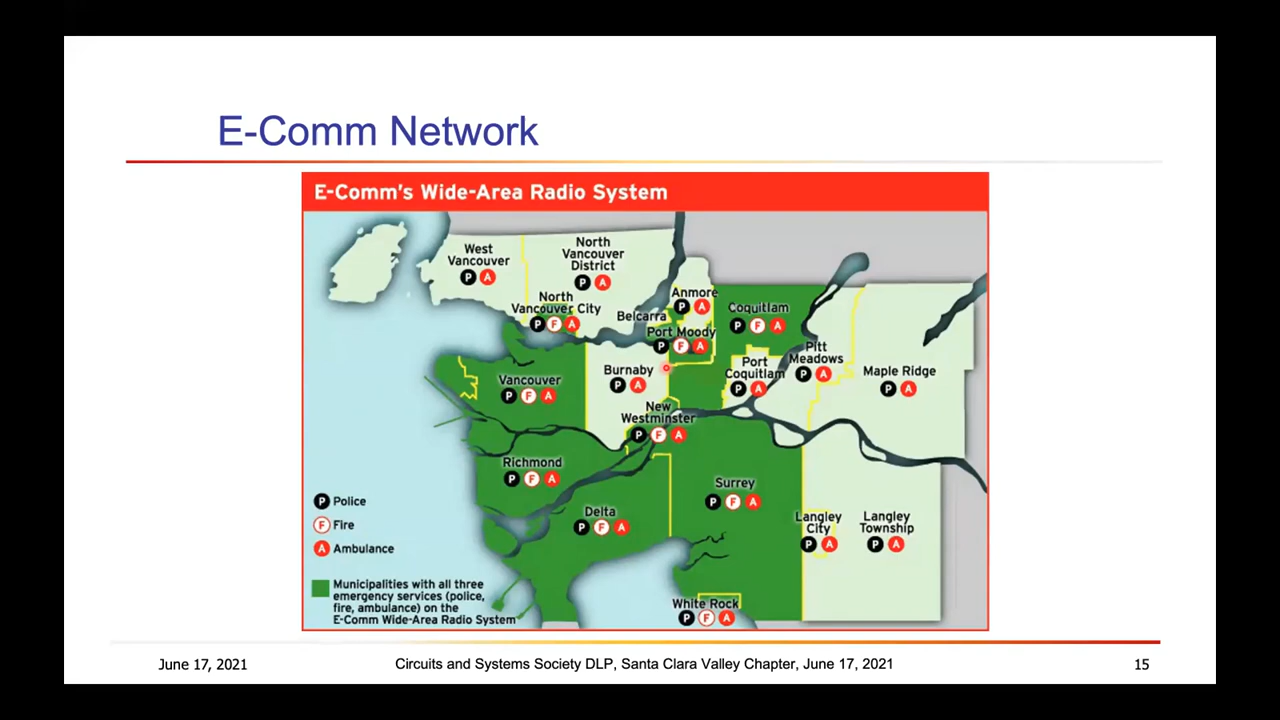 E-Comm Network
E-Comm's Wide-Area Radio System
West
Vancouver
P A
North
Vancouver
District
P A
North
Vancouver City
P F A
Belcarra
Anmore
P A
Port Moody
P F A
Coquitlam
P F A
Pitt
Meadows
P A
Port
Coquitlam
P A
Maple Ridge
P A
Burnaby
P A
Vancouver
P F A
New
Westminster
P F A
Richmond
P F A
Surrey
P F A
Delta
P F A
Langley
City
P A
Langley
Township
P A
White Rock
P F A
P Police
F Fire
A Ambulance
Municipalities with all three
emergency services (police,
fire, ambulance) on the
E-Comm Wide-Area Radio System
June 17, 2021
Circuits and Systems Society DLP, Santa Clara Valley Chapter, June 17, 2021
15